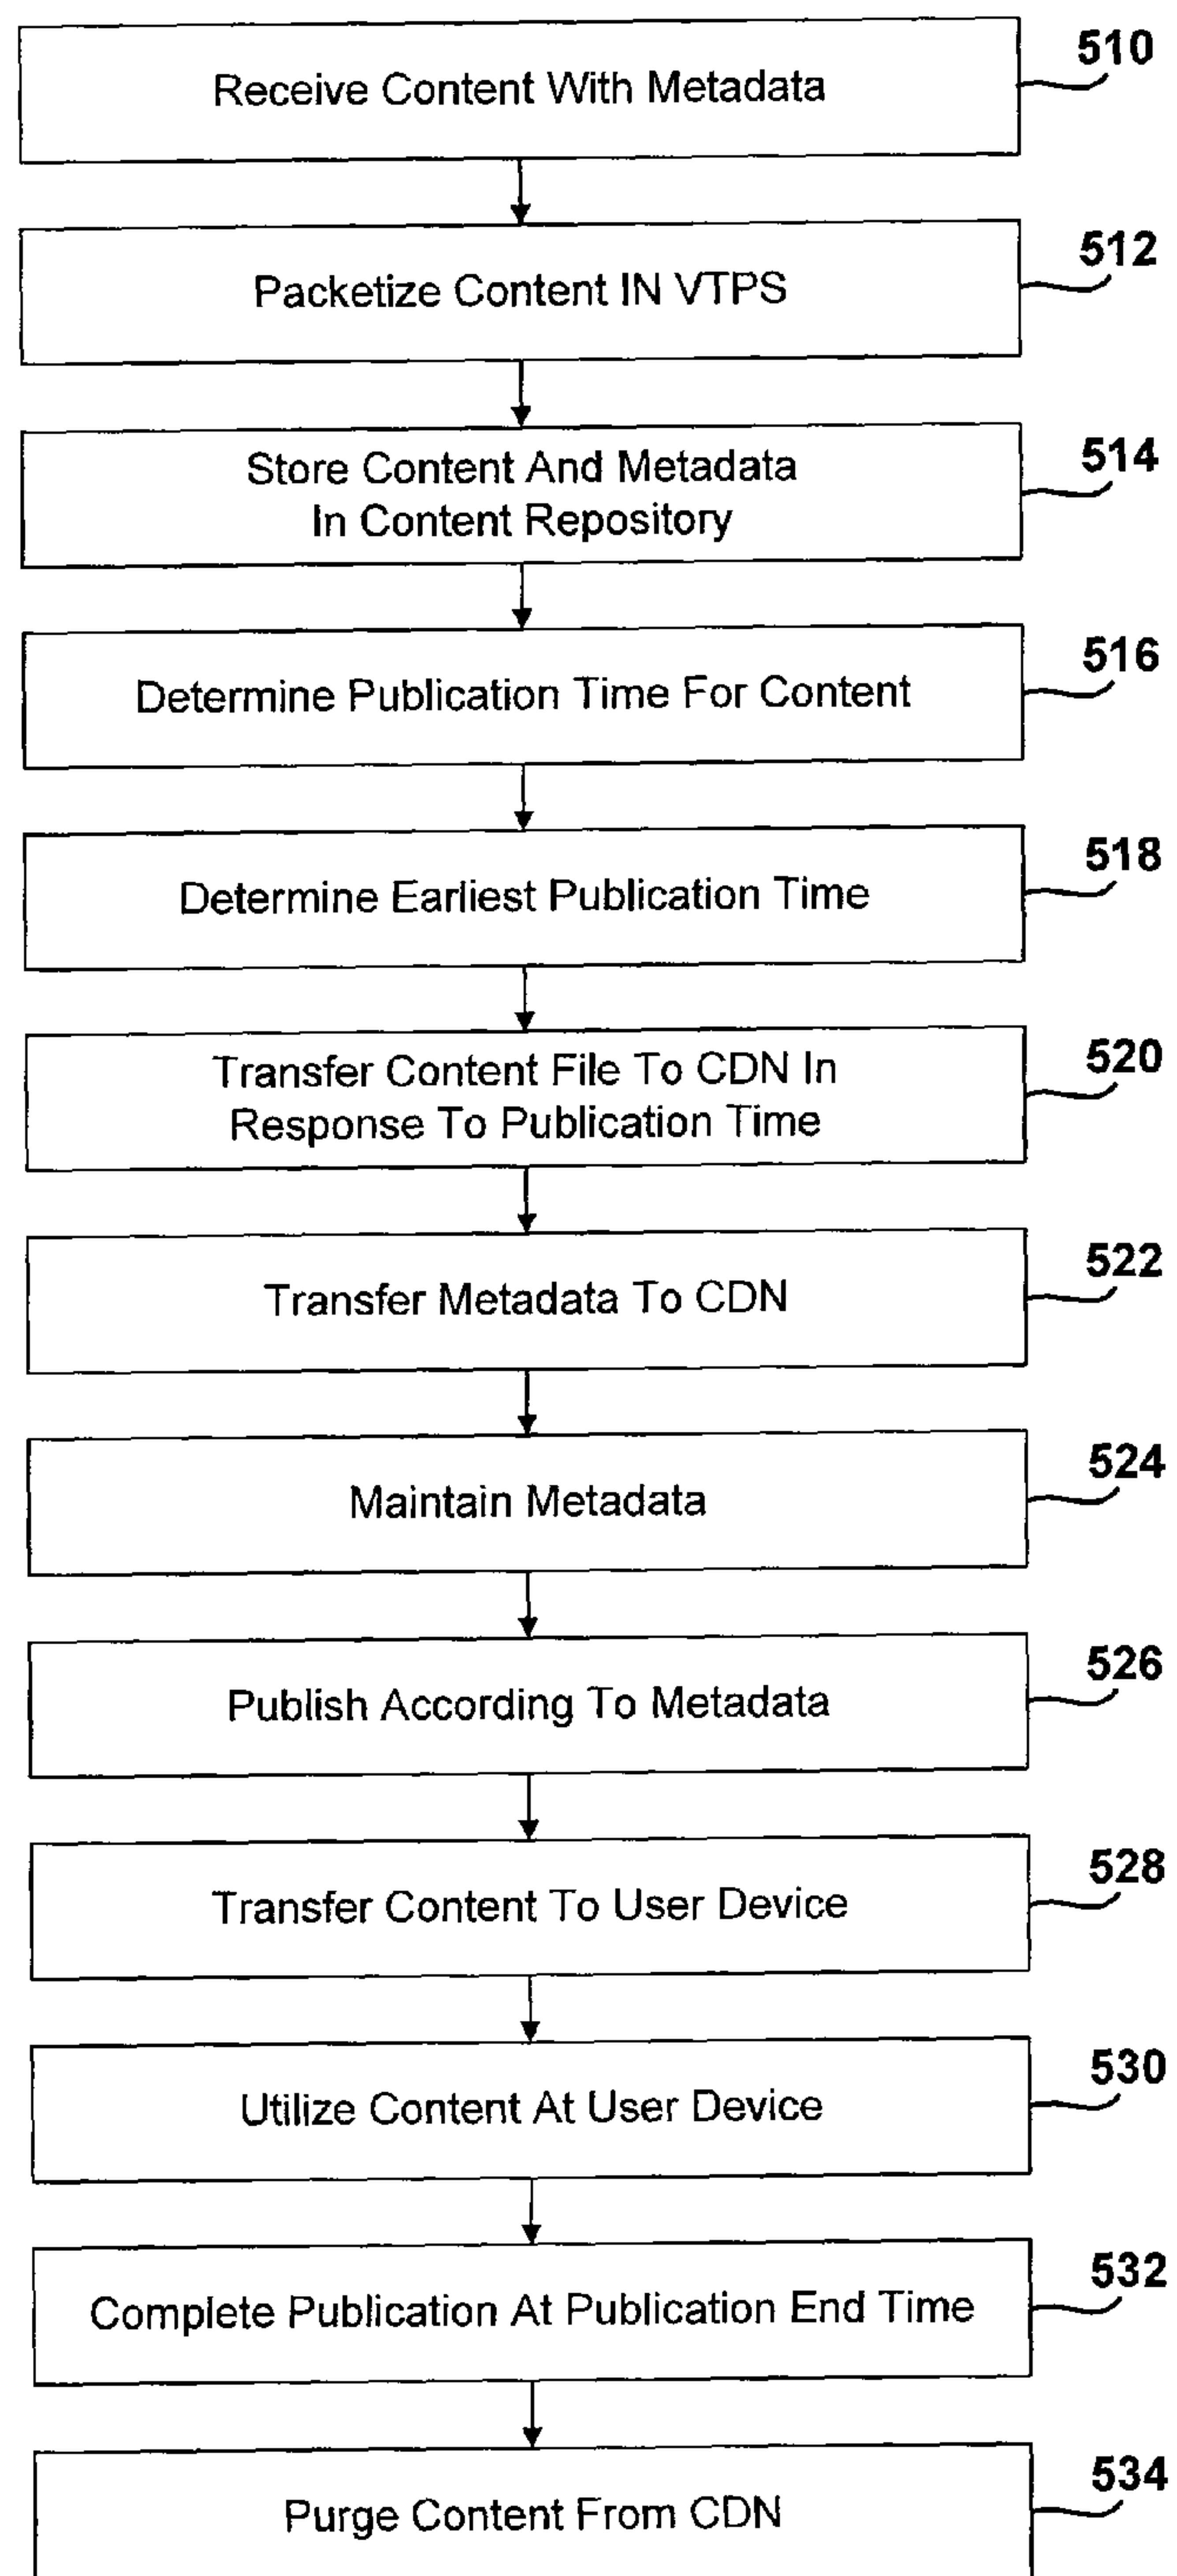 Receive Content With Metadata
510
Packetize Content IN VTPS
512
Store Content And Metadata
In Content Repository
514
Determine Publication Time For Content
516
Determine Earliest Publication Time
518
Transfer Content File To CDN In
Response To Publication Time
520
Transfer Metadata To CDN
522
Maintain Metadata
524
Publish According To Metadata
526
Transfer Content To User Device
528
Utilize Content At User Device
530
Complete Publication At Publication End Time
532
Purge Content From CDN
534